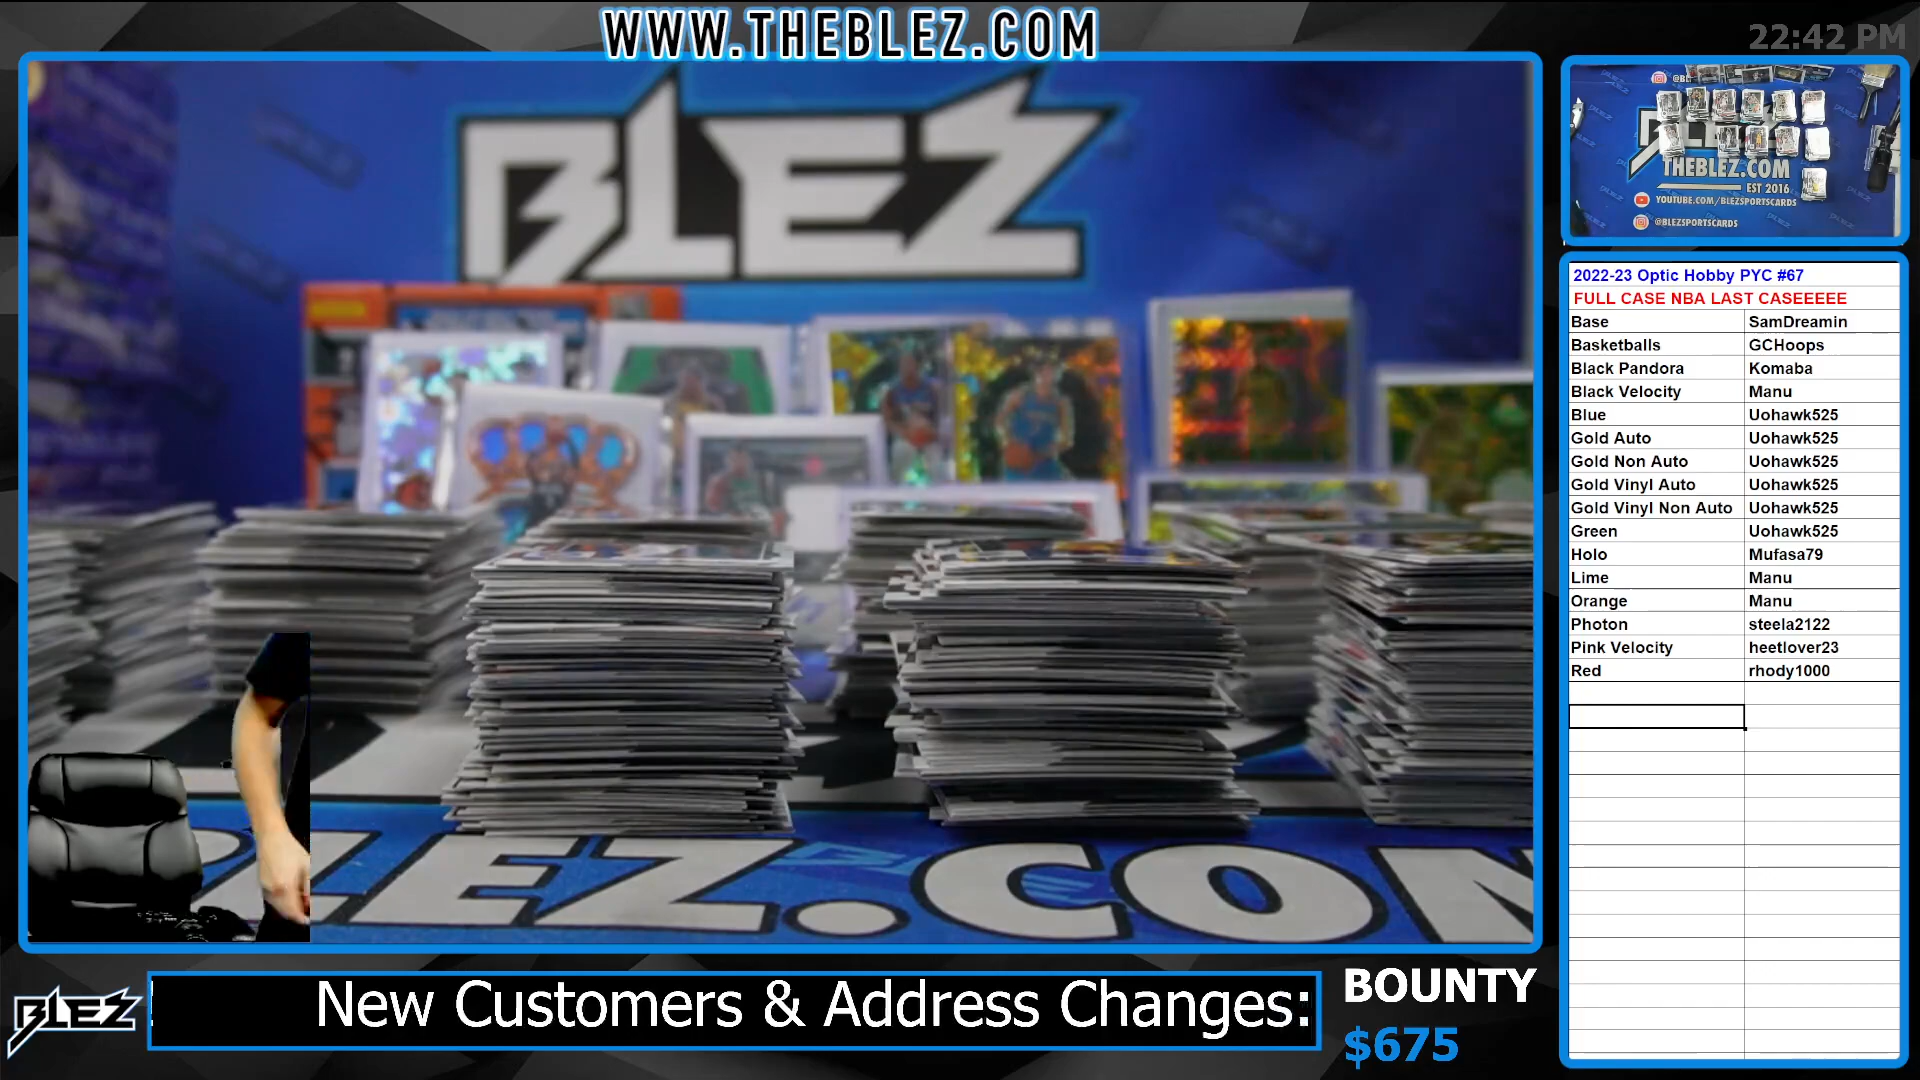 WWW.THEBLEZ.COM
22:42 PM
BLEZ
THEBLEZ.COM
EST 2016
YOUTUBE.COM/BLEZSPORTSCARDS
@BLEZSPORTSCARDS
2022-23 Optic Hobby PYC #67
FULL CASE NBA LAST CASEEEEE
Base SamDreamin
Basketballs GCHoops
Black Pandora Komaba
Black Velocity Manu
Blue Uohawk525
Gold Auto Uohawk525
Gold Non Auto Uohawk525
Gold Vinyl Auto Uohawk525
Gold Vinyl Non Auto Uohawk525
Green Uohawk525
Holo Mufasa79
Lime Manu
Orange Manu
Photon steela2122
Pink Velocity heetlover23
Red rhody1000
BLEZ.COM
BLEZ
New Customers & Address Changes:
BOUNTY
$675